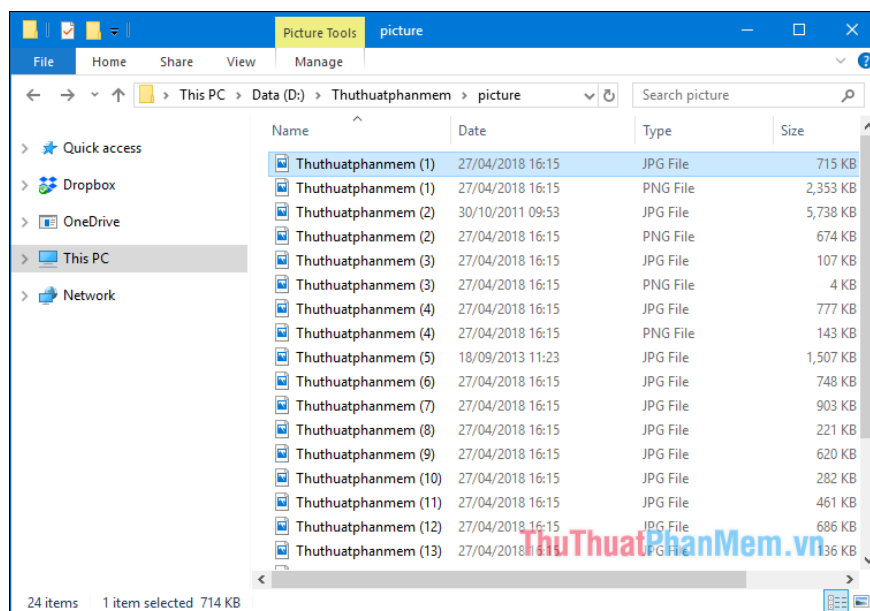 Picture Tools picture
File Home Share View Manage
This PC Data (D:) Thuthuatphanmem picture Search picture
Name Date Type Size
Quick access
Dropbox
OneDrive
This PC
Network
Thuthuatphanmem (1) 27/04/2018 16:15 JPG File 715 KB
Thuthuatphanmem (1) 27/04/2018 16:15 PNG File 2,353 KB
Thuthuatphanmem (2) 30/10/2011 09:53 JPG File 5,738 KB
Thuthuatphanmem (2) 27/04/2018 16:15 PNG File 674 KB
Thuthuatphanmem (3) 27/04/2018 16:15 JPG File 107 KB
Thuthuatphanmem (3) 27/04/2018 16:15 PNG File 4 KB
Thuthuatphanmem (4) 27/04/2018 16:15 JPG File 777 KB
Thuthuatphanmem (4) 27/04/2018 16:15 PNG File 143 KB
Thuthuatphanmem (5) 18/09/2013 11:23 JPG File 1,507 KB
Thuthuatphanmem (6) 27/04/2018 16:15 JPG File 748 KB
Thuthuatphanmem (7) 27/04/2018 16:15 JPG File 903 KB
Thuthuatphanmem (8) 27/04/2018 16:15 JPG File 221 KB
Thuthuatphanmem (9) 27/04/2018 16:15 JPG File 620 KB
Thuthuatphanmem (10) 27/04/2018 16:15 JPG File 282 KB
Thuthuatphanmem (11) 27/04/2018 16:15 JPG File 461 KB
Thuthuatphanmem (12) 27/04/2018 16:15 JPG File 686 KB
Thuthuatphanmem (13) 27/04/2018 16:15 JPG File 136 KB
ThuThuatPhanMem.vn
24 items 1 item selected 714 KB